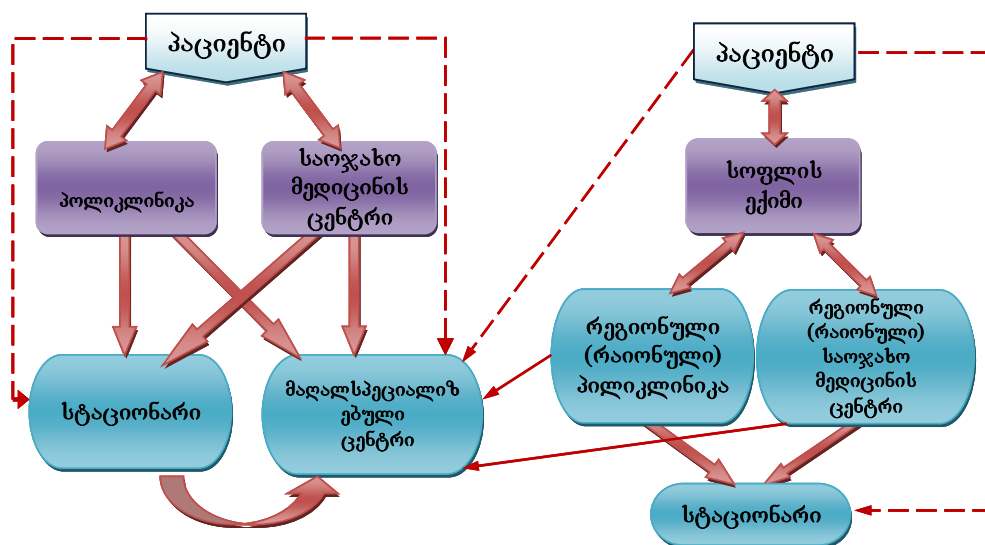 პაციენტი
პოლიკლინიკა
საოჯახო
მედიცინის
ცენტრი
სტაციონარი
მაღალსპეციალიზ
ებული
ცენტრი
პაციენტი
სოფლის
ექიმი
რეგიონული
(რაიონული)
პილიკლინიკა
რეგიონული
(რაიონული)
საოჯახო
მედიცინის
ცენტრი
სტაციონარი